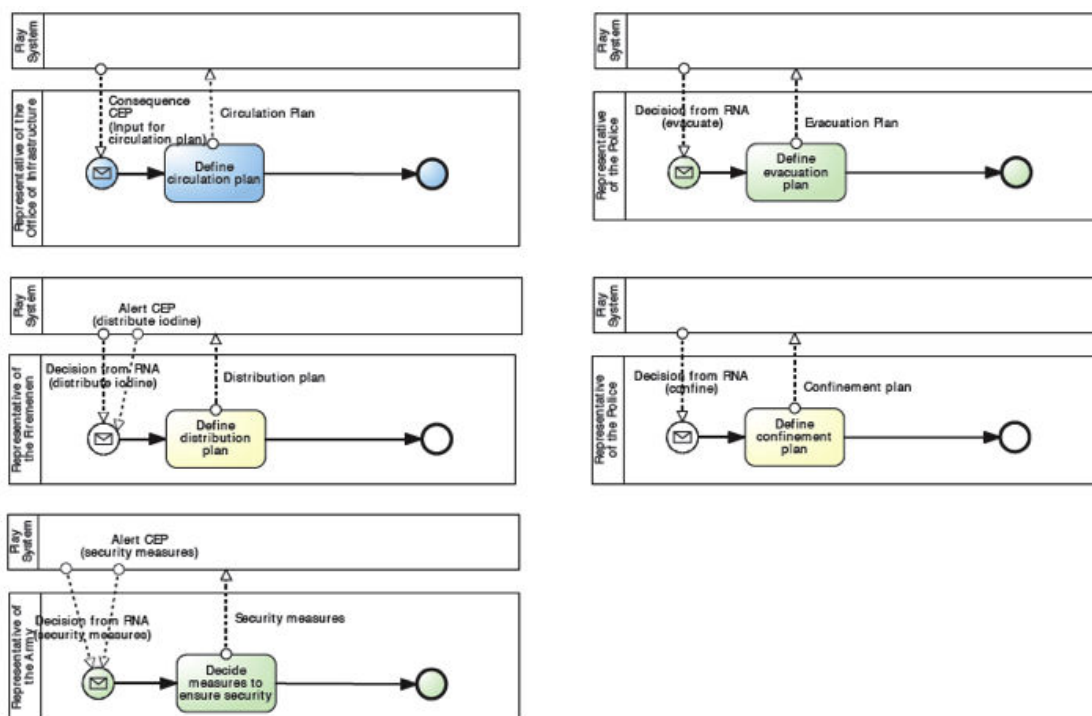 Play
System
Representative of the
Office of Infrastructure
Consequence
CEP
(Input for
circulation plan)
Circulation Plan
Define
circulation plan
Play
System
Representative
of the Police
Decision from RNA
(evacuate)
Evacuation Plan
Define
evacuation
plan
Play
System
Alert CEP
(distribute iodine)
Representative of
the Firemenen
Decision from RNA
(distribute iodine)
Distribution plan
Define
distribution
plan
Play
System
Representative
of the Police
Decision from RNA
(confine)
Confinement plan
Define
confinement
plan
Play
System
Alert CEP
(security measures)
Representative of
the Army
Decision from RNA
(security measures)
Security measures
Decide
measures to
ensure security